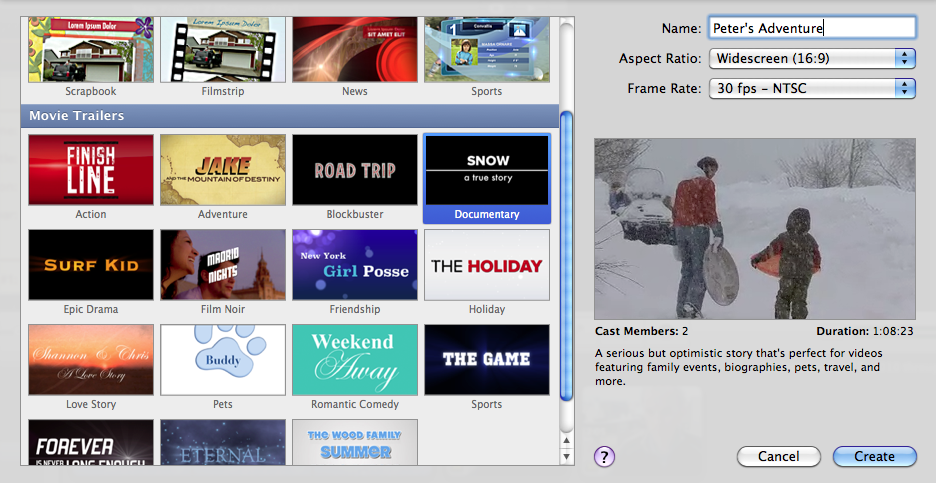 Lorem Ipsum Dolor
Lorem Ipsum
SIT AMET ELIT
Scrapbook
Filmstrip
News
Sports
Movie Trailers
FINISH
LINE
Action
JAKE
AND THE MOUNTAIN OF DESTINY
Adventure
ROAD TRIP
Blockbuster
SNOW
a true story
Documentary
SURF KID
Epic Drama
MADRID
NIGHTS
Film Noir
New York
Girl Posse
Friendship
THE HOLIDAY
Holiday
Shannon & Chris
A Love Story
Love Story
Buddy
Pets
Weekend
Away
Romantic Comedy
THE GAME
Sports
FOREVER
IS NEVER LONG ENOUGH
ETERNAL
THE WOOD FAMILY
SUMMER
Name: Peter's Adventure
Aspect Ratio: Widescreen (16:9)
Frame Rate: 30 fps – NTSC
Cast Members: 2 Duration: 1:08:23
A serious but optimistic story that's perfect for videos
featuring family events, biographies, pets, travel, and
more.
? Cancel Create